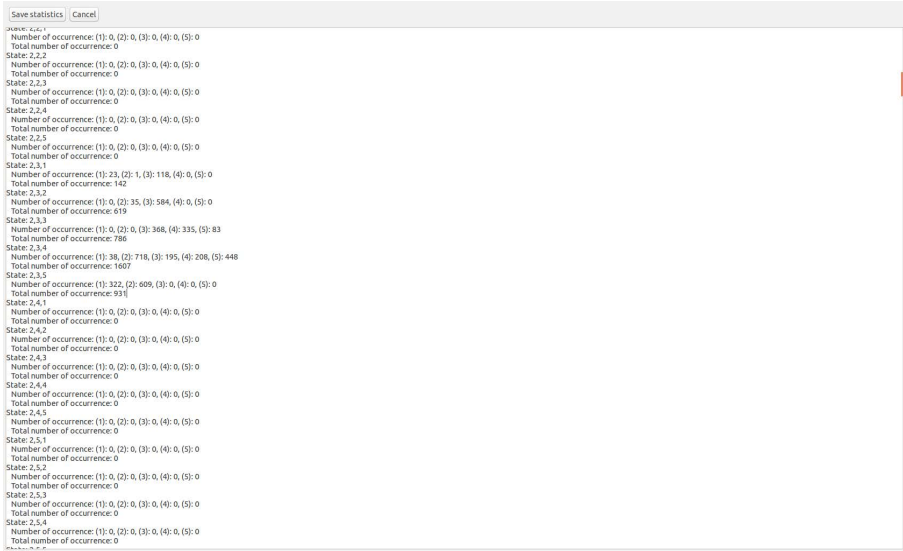 Save statistics Cancel
State: 2,2,1
Number of occurrence: (1): 0, (2): 0, (3): 0, (4): 0, (5): 0
Total number of occurrence: 0
State: 2,2,2
Number of occurrence: (1): 0, (2): 0, (3): 0, (4): 0, (5): 0
Total number of occurrence: 0
State: 2,2,3
Number of occurrence: (1): 0, (2): 0, (3): 0, (4): 0, (5): 0
Total number of occurrence: 0
State: 2,2,4
Number of occurrence: (1): 0, (2): 0, (3): 0, (4): 0, (5): 0
Total number of occurrence: 0
State: 2,2,5
Number of occurrence: (1): 0, (2): 0, (3): 0, (4): 0, (5): 0
Total number of occurrence: 0
State: 2,3,1
Number of occurrence: (1): 23, (2): 1, (3): 118, (4): 0, (5): 0
Total number of occurrence: 142
State: 2,3,2
Number of occurrence: (1): 0, (2): 35, (3): 584, (4): 0, (5): 0
Total number of occurrence: 619
State: 2,3,3
Number of occurrence: (1): 0, (2): 0, (3): 368, (4): 335, (5): 83
Total number of occurrence: 786
State: 2,3,4
Number of occurrence: (1): 38, (2): 718, (3): 195, (4): 208, (5): 448
Total number of occurrence: 1607
State: 2,3,5
Number of occurrence: (1): 322, (2): 609, (3): 0, (4): 0, (5): 0
Total number of occurrence: 931
State: 2,4,1
Number of occurrence: (1): 0, (2): 0, (3): 0, (4): 0, (5): 0
Total number of occurrence: 0
State: 2,4,2
Number of occurrence: (1): 0, (2): 0, (3): 0, (4): 0, (5): 0
Total number of occurrence: 0
State: 2,4,3
Number of occurrence: (1): 0, (2): 0, (3): 0, (4): 0, (5): 0
Total number of occurrence: 0
State: 2,4,4
Number of occurrence: (1): 0, (2): 0, (3): 0, (4): 0, (5): 0
Total number of occurrence: 0
State: 2,4,5
Number of occurrence: (1): 0, (2): 0, (3): 0, (4): 0, (5): 0
Total number of occurrence: 0
State: 2,5,1
Number of occurrence: (1): 0, (2): 0, (3): 0, (4): 0, (5): 0
Total number of occurrence: 0
State: 2,5,2
Number of occurrence: (1): 0, (2): 0, (3): 0, (4): 0, (5): 0
Total number of occurrence: 0
State: 2,5,3
Number of occurrence: (1): 0, (2): 0, (3): 0, (4): 0, (5): 0
Total number of occurrence: 0
State: 2,5,4
Number of occurrence: (1): 0, (2): 0, (3): 0, (4): 0, (5): 0
Total number of occurrence: 0